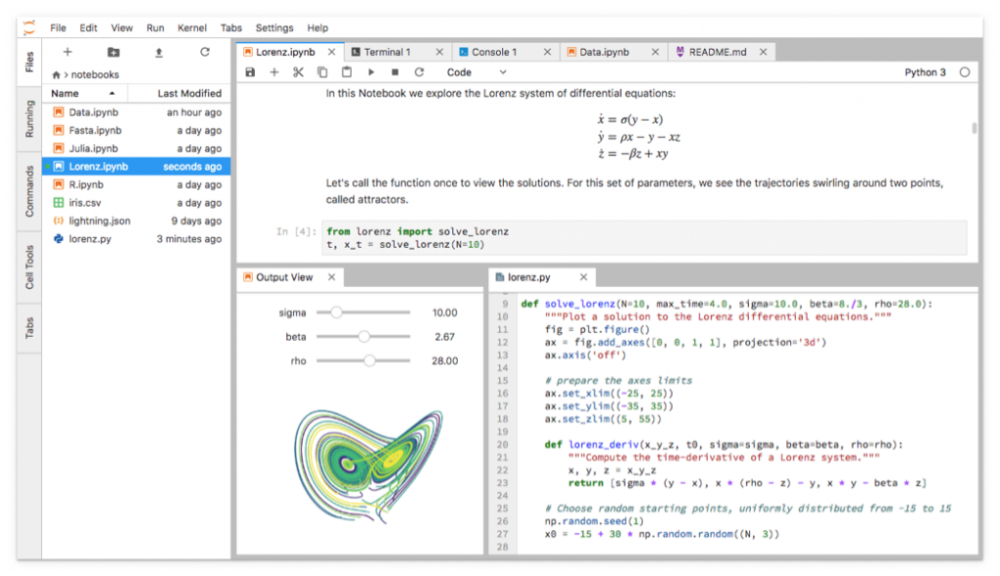 File Edit View Run Kernel Tabs Settings Help
Files
Running
Commands
Cell Tools
Tabs
notebooks
Name Last Modified
Data.ipynb an hour ago
Fasta.ipynb a day ago
Julia.ipynb a day ago
Lorenz.ipynb seconds ago
R.ipynb a day ago
iris.csv a day ago
lightning.json 9 days ago
lorenz.py 3 minutes ago
Lorenz.ipynb Terminal 1 Console 1 Data.ipynb README.md
Code Python 3
In this Notebook we explore the Lorenz system of differential equations:
ẋ = σ(y − x)
ẏ = ρx − y − xz
ż = −βz + xy
Let's call the function once to view the solutions. For this set of parameters, we see the trajectories swirling around two points,
called attractors.
In [4]: from lorenz import solve_lorenz
t, x_t = solve_lorenz(N=10)
Output View
sigma 10.00
beta 2.67
rho 28.00
lorenz.py
9 def solve_lorenz(N=10, max_time=4.0, sigma=10.0, beta=8./3, rho=28.0):
10 """Plot a solution to the Lorenz differential equations."""
11 fig = plt.figure()
12 ax = fig.add_axes([0, 0, 1, 1], projection='3d')
13 ax.axis('off')
14
15 # prepare the axes limits
16 ax.set_xlim((-25, 25))
17 ax.set_ylim((-35, 35))
18 ax.set_zlim((5, 55))
19
20 def lorenz_deriv(x_y_z, t0, sigma=sigma, beta=beta, rho=rho):
21 """Compute the time-derivative of a Lorenz system."""
22 x, y, z = x_y_z
23 return [sigma * (y - x), x * (rho - z) - y, x * y - beta * z]
24
25 # Choose random starting points, uniformly distributed from -15 to 15
26 np.random.seed(1)
27 x0 = -15 + 30 * np.random.random((N, 3))
28